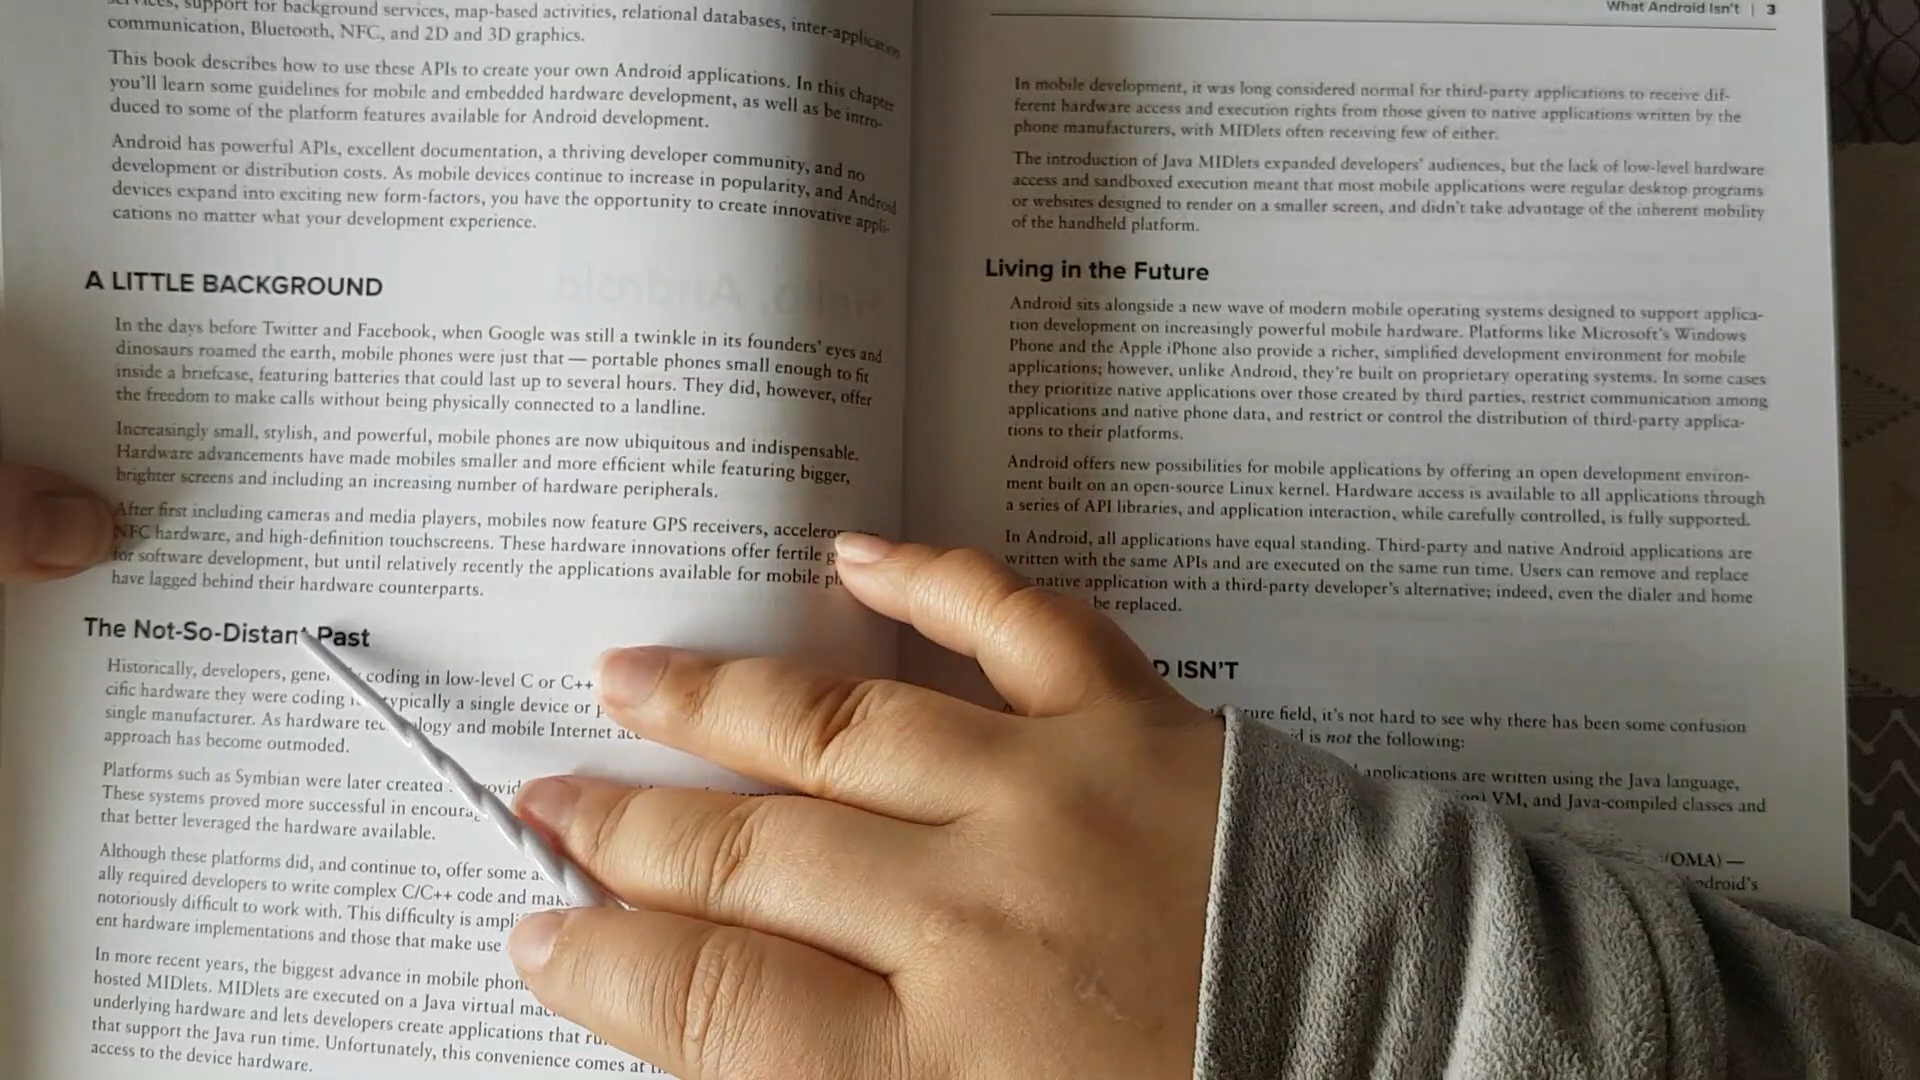 services, support for background services, map-based activities, relational databases, inter-application
communication, Bluetooth, NFC, and 2D and 3D graphics.
This book describes how to use these APIs to create your own Android applications. In this chapter
you'll learn some guidelines for mobile and embedded hardware development, as well as be intro-
duced to some of the platform features available for Android development.
Android has powerful APIs, excellent documentation, a thriving developer community, and no
development or distribution costs. As mobile devices continue to increase in popularity, and Android
devices expand into exciting new form-factors, you have the opportunity to create innovative appli-
cations no matter what your development experience.
A LITTLE BACKGROUND
In the days before Twitter and Facebook, when Google was still a twinkle in its founders' eyes and
dinosaurs roamed the earth, mobile phones were just that — portable phones small enough to fit
inside a briefcase, featuring batteries that could last up to several hours. They did, however, offer
the freedom to make calls without being physically connected to a landline.
Increasingly small, stylish, and powerful, mobile phones are now ubiquitous and indispensable.
Hardware advancements have made mobiles smaller and more efficient while featuring bigger,
brighter screens and including an increasing number of hardware peripherals.
After first including cameras and media players, mobiles now feature GPS receivers,
NFC hardware, and high-definition touchscreens. These hardware innovations offer fertile
for software development, but until relatively recently the applications available for mobile
have lagged behind their hardware counterparts.
The Not-So-Distant Past
Historically, developers, coding in low-level C or C++
cific hardware they were coding typically a single device or
single manufacturer. As hardware and mobile Internet
approach has become outmoded.
Platforms such as Symbian were later created
These systems proved more successful in
that better leveraged the hardware available.
Although these platforms did, and continue to, offer some
ally required developers to write complex C/C++ code and
notoriously difficult to work with. This difficulty is
ent hardware implementations and those that make use
In more recent years, the biggest advance in mobile
hosted MIDlets. MIDlets are executed on a Java virtual
underlying hardware and lets developers create applications that
that support the Java run time. Unfortunately, this convenience comes at
access to the device hardware.
What Android Isn't | 3
In mobile development, it was long considered normal for third-party applications to receive dif-
ferent hardware access and execution rights from those given to native applications written by the
phone manufacturers, with MIDlets often receiving few of either.
The introduction of Java MIDlets expanded developers' audiences, but the lack of low-level hardware
access and sandboxed execution meant that most mobile applications were regular desktop programs
or websites designed to render on a smaller screen, and didn't take advantage of the inherent mobility
of the handheld platform.
Living in the Future
Android sits alongside a new wave of modern mobile operating systems designed to support applica-
tion development on increasingly powerful mobile hardware. Platforms like Microsoft's Windows
Phone and the Apple iPhone also provide a richer, simplified development environment for mobile
applications; however, unlike Android, they're built on proprietary operating systems. In some cases
they prioritize native applications over those created by third parties, restrict communication among
applications and native phone data, and restrict or control the distribution of third-party applica-
tions to their platforms.
Android offers new possibilities for mobile applications by offering an open development environ-
ment built on an open-source Linux kernel. Hardware access is available to all applications through
a series of API libraries, and application interaction, while carefully controlled, is fully supported.
In Android, all applications have equal standing. Third-party and native Android applications are
written with the same APIs and are executed on the same run time. Users can remove and replace
native application with a third-party developer's alternative; indeed, even the dialer and home
be replaced.
ISN'T
field, it's not hard to see why there has been some confusion
is not the following:
applications are written using the Java language,
VM, and Java-compiled classes and
OMA) —